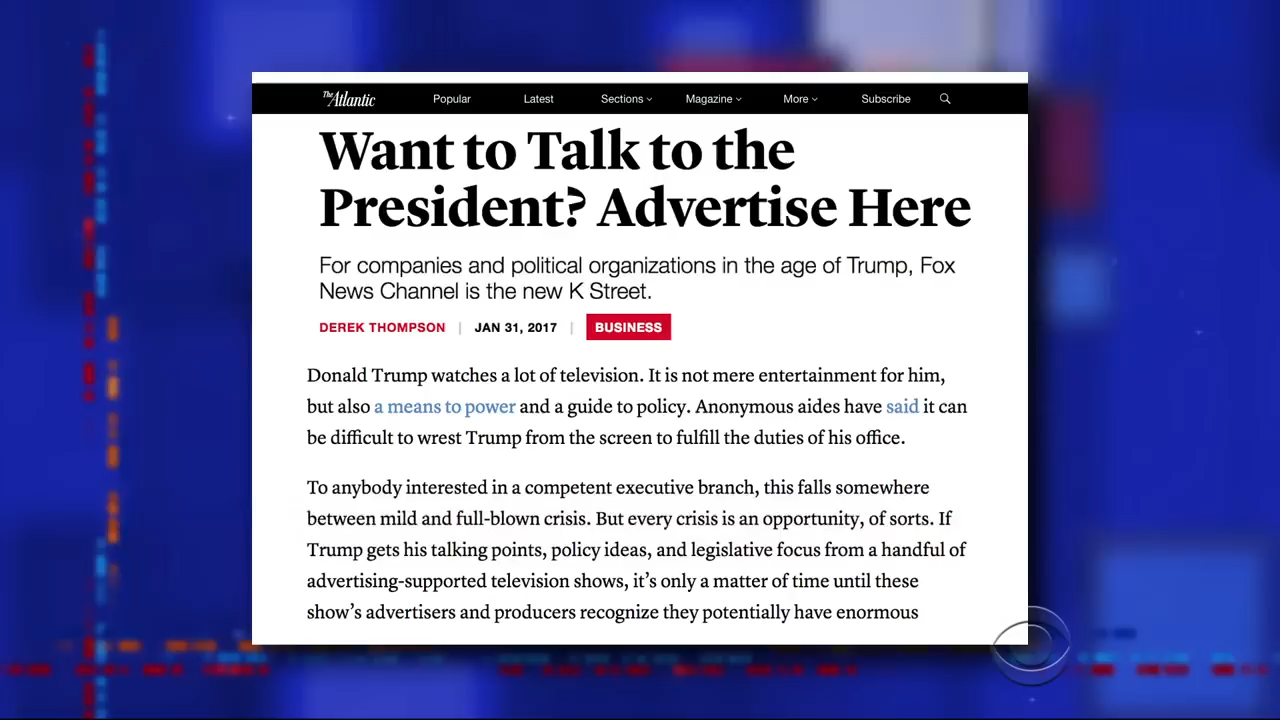 The Atlantic Popular Latest Sections Magazine More Subscribe
Want to Talk to the
President? Advertise Here
For companies and political organizations in the age of Trump, Fox
News Channel is the new K Street.
DEREK THOMPSON | JAN 31, 2017 | BUSINESS
Donald Trump watches a lot of television. It is not mere entertainment for him,
but also a means to power and a guide to policy. Anonymous aides have said it can
be difficult to wrest Trump from the screen to fulfill the duties of his office.
To anybody interested in a competent executive branch, this falls somewhere
between mild and full-blown crisis. But every crisis is an opportunity, of sorts. If
Trump gets his talking points, policy ideas, and legislative focus from a handful of
advertising-supported television shows, it’s only a matter of time until these
show’s advertisers and producers recognize they potentially have enormous